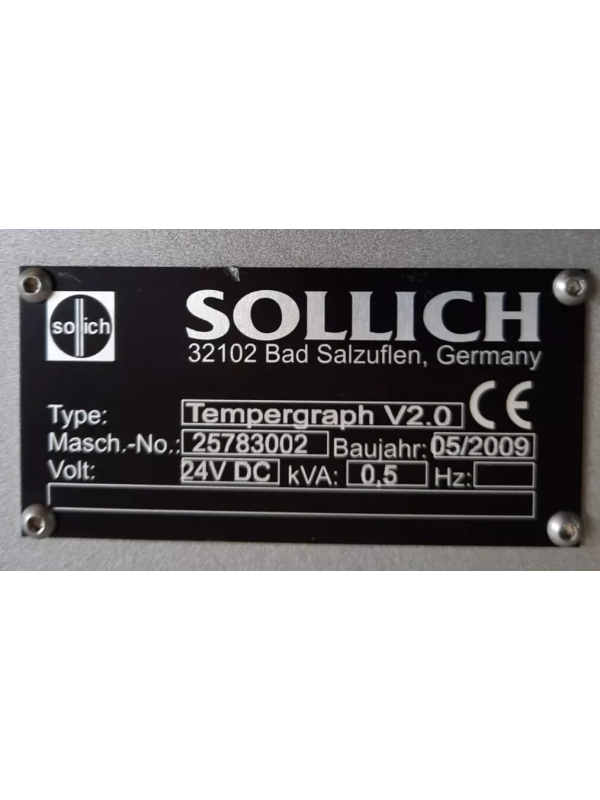 sollich
SOLLICH
32102 Bad Salzuflen, Germany
Type: Tempergraph V2.0 CE
Masch.-No.: 25783002 Baujahr: 05/2009
Volt: 24V DC kVA: 0,5 Hz: